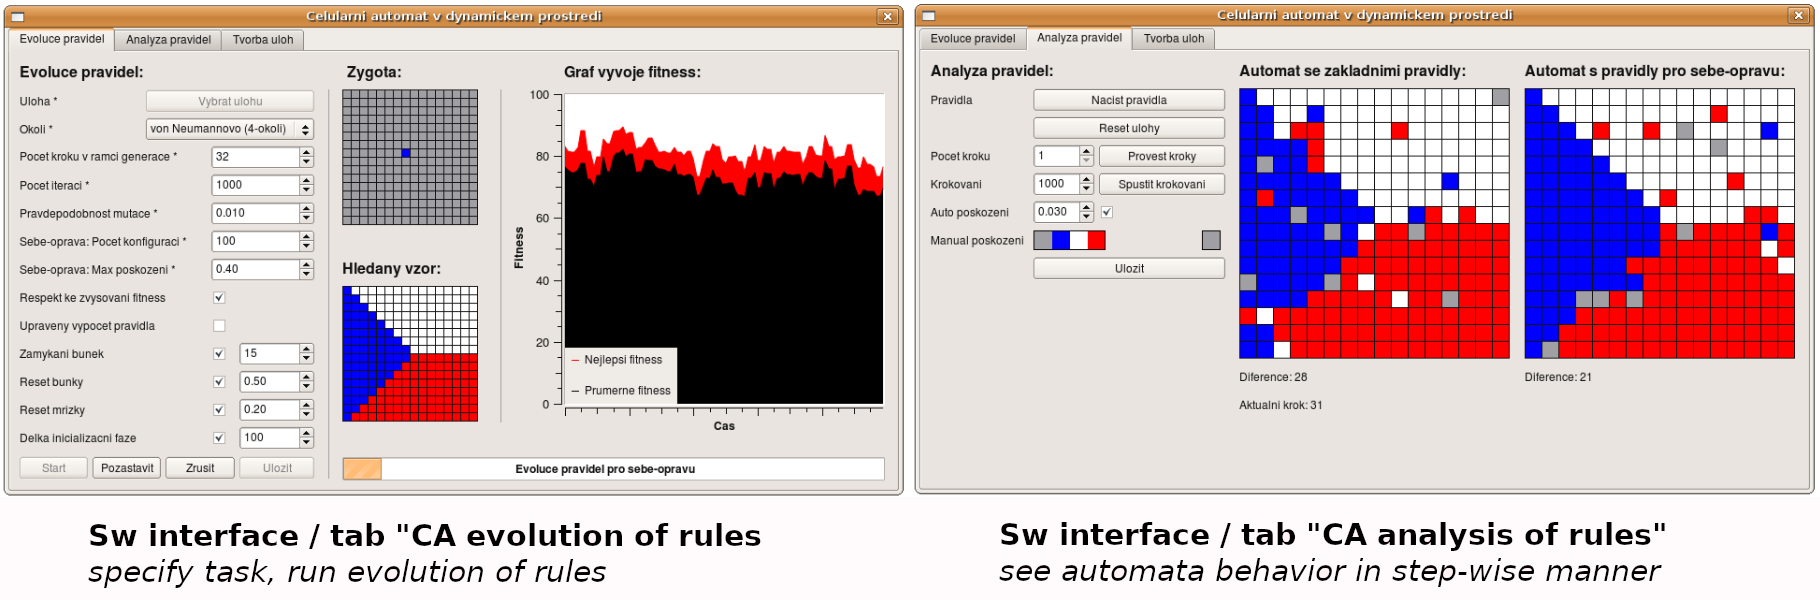 Celularni automat v dynamickem prostredi
Evoluce pravidel
Analyza pravidel
Tvorba uloh
Evoluce pravidel:
Uloha *
Vybrat ulohu
Okoli *
von Neumannovo (4-okoli)
Pocet kroku v ramci generace *
32
Pocet iteraci *
1000
Pravdepodobnost mutace *
0.010
Sebe-oprava: Pocet konfiguraci *
100
Sebe-oprava: Max poskozeni *
0.40
Respekt ke zvysovani fitness
Upraveny vypocet pravidla
Zamykani bunek
15
Reset bunky
0.50
Reset mrizky
0.20
Delka inicializacni faze
100
Start
Pozastavit
Zrusit
Ulozit
Zygota:
Hledany vzor:
Graf vyvoje fitness:
100
80
60
40
20
0
Fitness
Nejlepsi fitness
Prumerne fitness
Cas
Evoluce pravidel pro sebe-opravu
Celularni automat v dynamickem prostredi
Evoluce pravidel
Analyza pravidel
Tvorba uloh
Analyza pravidel:
Pravidla
Nacist pravidla
Reset ulohy
Pocet kroku
1
Provest kroky
Krokovani
1000
Spustit krokovani
Auto poskozeni
0.030
Manual poskozeni
Ulozit
Automat se zakladnimi pravidly:
Diference: 28
Aktualni krok: 31
Automat s pravidly pro sebe-opravu:
Diference: 21
Sw interface / tab "CA evolution of rules
specify task, run evolution of rules
Sw interface / tab "CA analysis of rules"
see automata behavior in step-wise manner